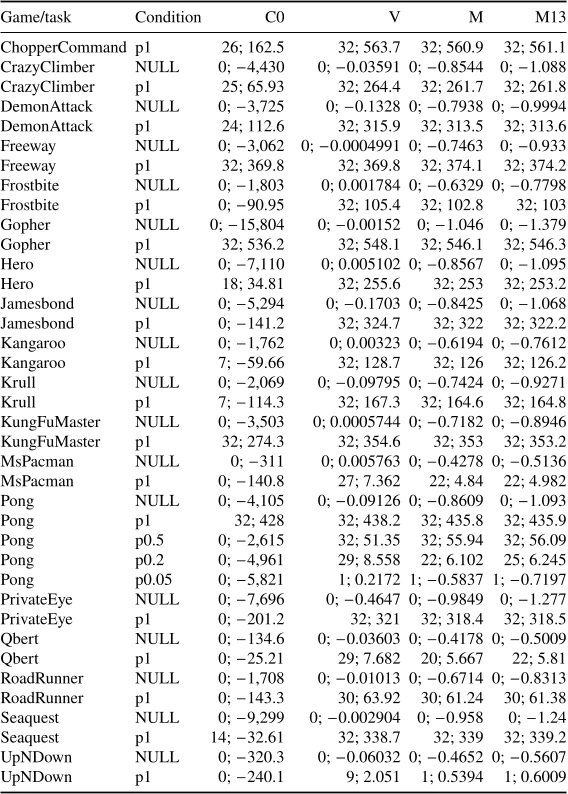 Game/task Condition C0 V M M13
ChopperCommand p1 26; 162.5 32; 563.7 32; 560.9 32; 561.1
CrazyClimber NULL 0; −4,430 0; −0.03591 0; −0.8544 0; −1.088
CrazyClimber p1 25; 65.93 32; 264.4 32; 261.7 32; 261.8
DemonAttack NULL 0; −3,725 0; −0.1328 0; −0.7938 0; −0.9994
DemonAttack p1 24; 112.6 32; 315.9 32; 313.5 32; 313.6
Freeway NULL 0; −3,062 0; −0.0004991 0; −0.7463 0; −0.933
Freeway p1 32; 369.8 32; 369.8 32; 374.1 32; 374.2
Frostbite NULL 0; −1,803 0; 0.001784 0; −0.6329 0; −0.7798
Frostbite p1 0; −90.95 32; 105.4 32; 102.8 32; 103
Gopher NULL 0; −15,804 0; −0.00152 0; −1.046 0; −1.379
Gopher p1 32; 536.2 32; 548.1 32; 546.1 32; 546.3
Hero NULL 0; −7,110 0; 0.005102 0; −0.8567 0; −1.095
Hero p1 18; 34.81 32; 255.6 32; 253 32; 253.2
Jamesbond NULL 0; −5,294 0; −0.1703 0; −0.8425 0; −1.068
Jamesbond p1 0; −141.2 32; 324.7 32; 322 32; 322.2
Kangaroo NULL 0; −1,762 0; 0.00323 0; −0.6194 0; −0.7612
Kangaroo p1 7; −59.66 32; 128.7 32; 126 32; 126.2
Krull NULL 0; −2,069 0; −0.09795 0; −0.7424 0; −0.9271
Krull p1 7; −114.3 32; 167.3 32; 164.6 32; 164.8
KungFuMaster NULL 0; −3,503 0; 0.0005744 0; −0.7182 0; −0.8946
KungFuMaster p1 32; 274.3 32; 354.6 32; 353 32; 353.2
MsPacman NULL 0; −311 0; 0.005763 0; −0.4278 0; −0.5136
MsPacman p1 0; −140.8 27; 7.362 22; 4.84 22; 4.982
Pong NULL 0; −4,105 0; −0.09126 0; −0.8609 0; −1.093
Pong p1 32; 428 32; 438.2 32; 435.8 32; 435.9
Pong p0.5 0; −2,615 32; 51.35 32; 55.94 32; 56.09
Pong p0.2 0; −4,961 29; 8.558 22; 6.102 25; 6.245
Pong p0.05 0; −5,821 1; 0.2172 1; −0.5837 1; −0.7197
PrivateEye NULL 0; −7,696 0; −0.4647 0; −0.9849 0; −1.277
PrivateEye p1 0; −201.2 32; 321 32; 318.4 32; 318.5
Qbert NULL 0; −134.6 0; −0.03603 0; −0.4178 0; −0.5009
Qbert p1 0; −25.21 29; 7.682 20; 5.667 22; 5.81
RoadRunner NULL 0; −1,708 0; −0.01013 0; −0.6714 0; −0.8313
RoadRunner p1 0; −143.3 30; 63.92 30; 61.24 30; 61.38
Seaquest NULL 0; −9,299 0; −0.002904 0; −0.958 0; −1.24
Seaquest p1 14; −32.61 32; 338.7 32; 339 32; 339.2
UpNDown NULL 0; −320.3 0; −0.06032 0; −0.4652 0; −0.5607
UpNDown p1 0; −240.1 9; 2.051 1; 0.5394 1; 0.6009